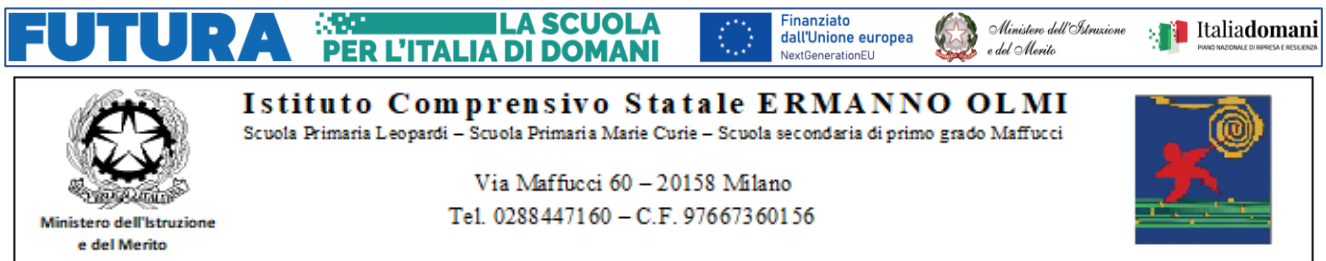 FUTURA
LA SCUOLA
PER L'ITALIA DI DOMANI
Finanziato
dall'Unione europea
NextGenerationEU
Ministero dell'Istruzione
e del Merito
Italiadomani
PIANO NAZIONALE DI RIPRESA E RESILIENZA
Istituto Comprensivo Statale ERMANNO OLMI
Scuola Primaria Leopardi – Scuola Primaria Marie Curie – Scuola secondaria di primo grado Maffucci
Via Maffucci 60 – 20158 Milano
Tel. 0288447160 – C.F. 97667360156
Ministero dell'Istruzione
e del Merito